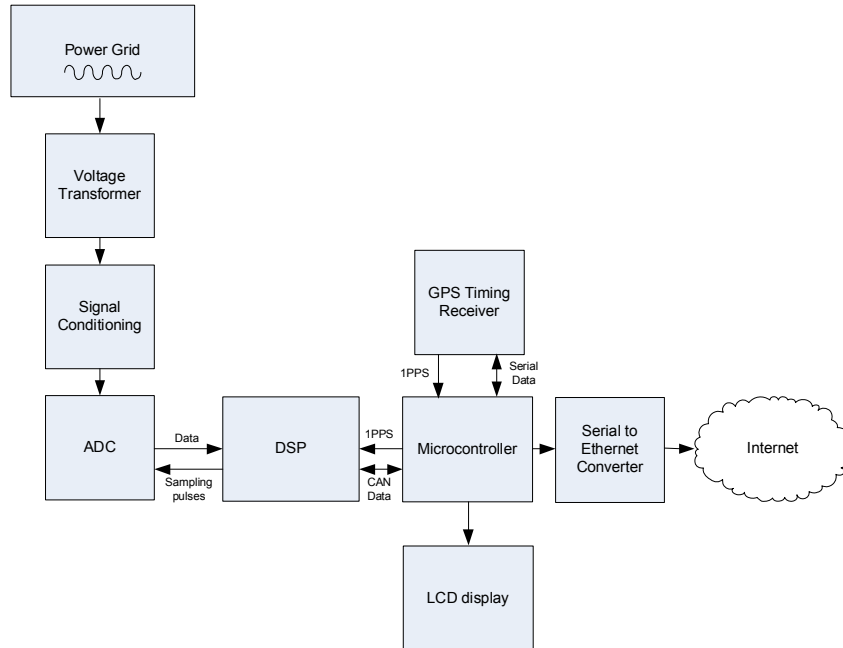 Power Grid
Voltage
Transformer
Signal
Conditioning
GPS Timing
Receiver
1PPS
Serial
Data
ADC
Data
Sampling
pulses
DSP
1PPS
CAN
Data
Microcontroller
Serial to
Ethernet
Converter
Internet
LCD display